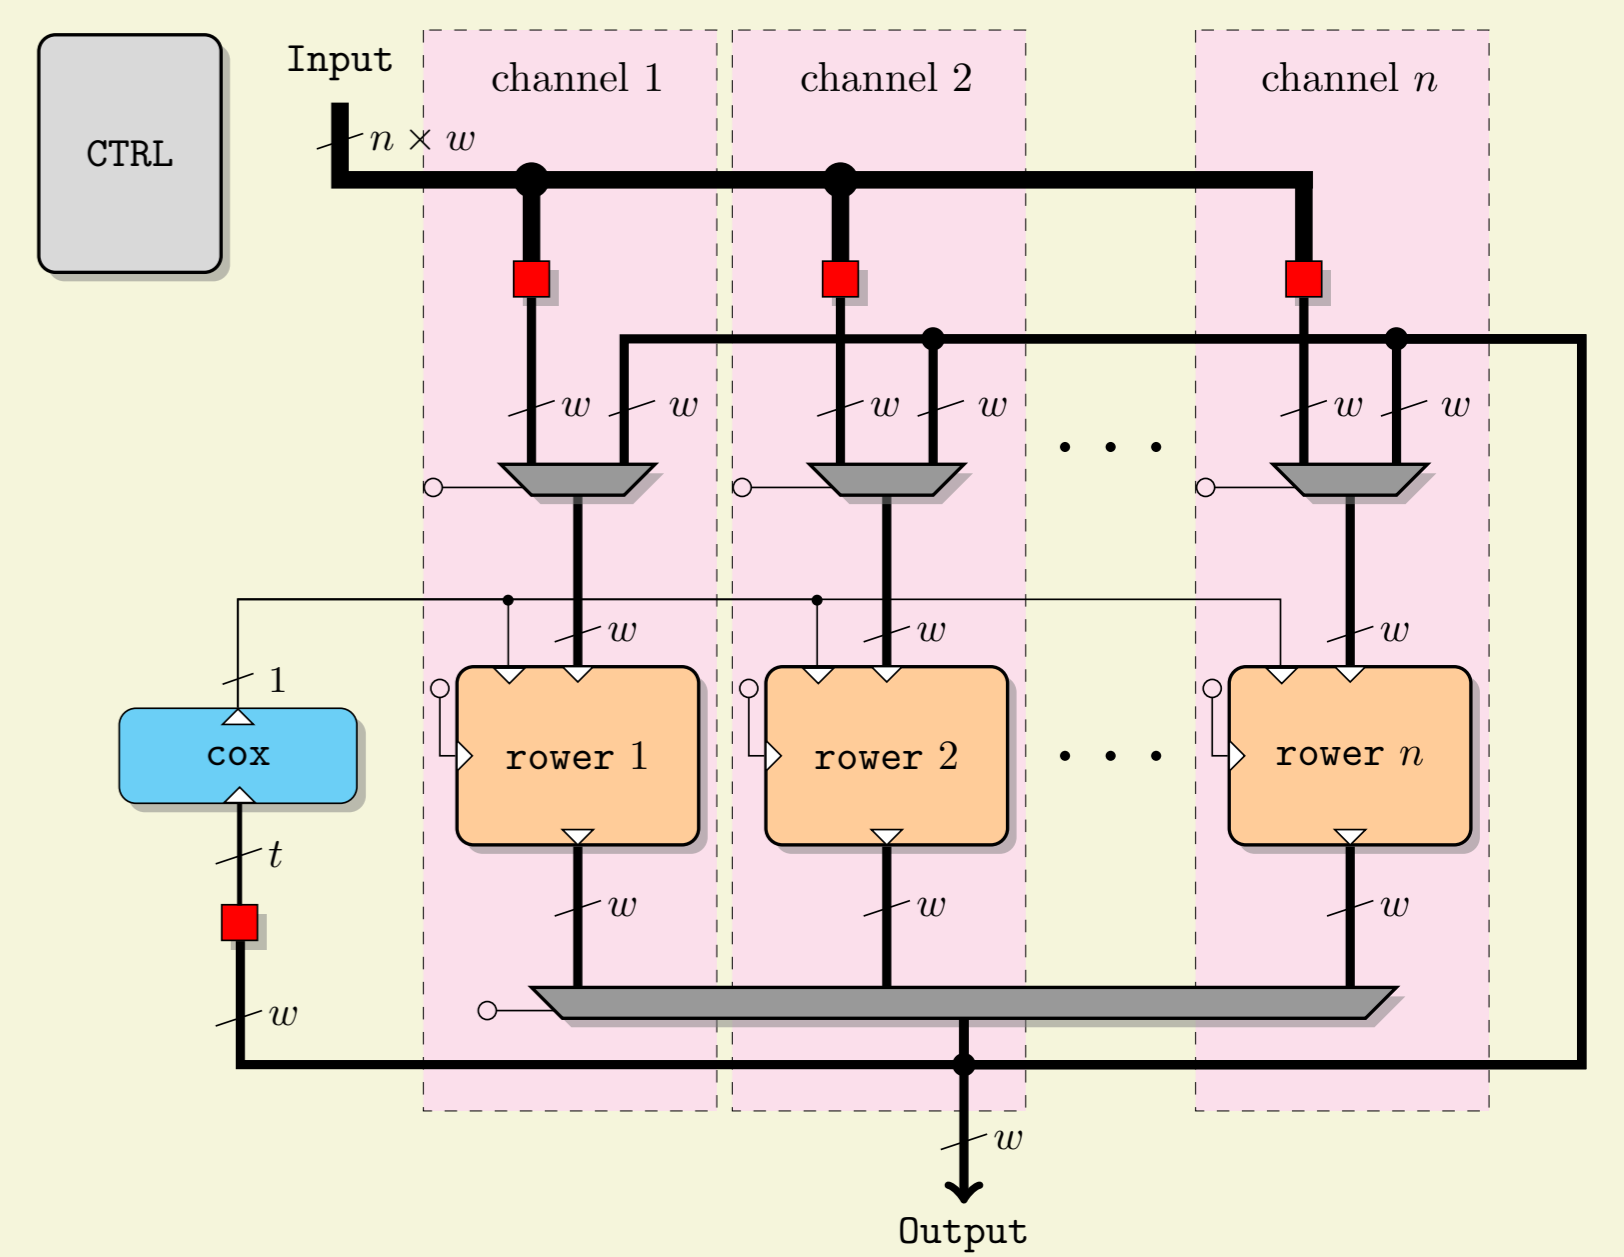 Input
channel 1
channel 2
channel n
n × w
CTRL
w
w
w
w
w
w
. . .
w
w
w
1
cox
rower 1
rower 2
. . .
rower n
t
w
w
w
w
w
Output